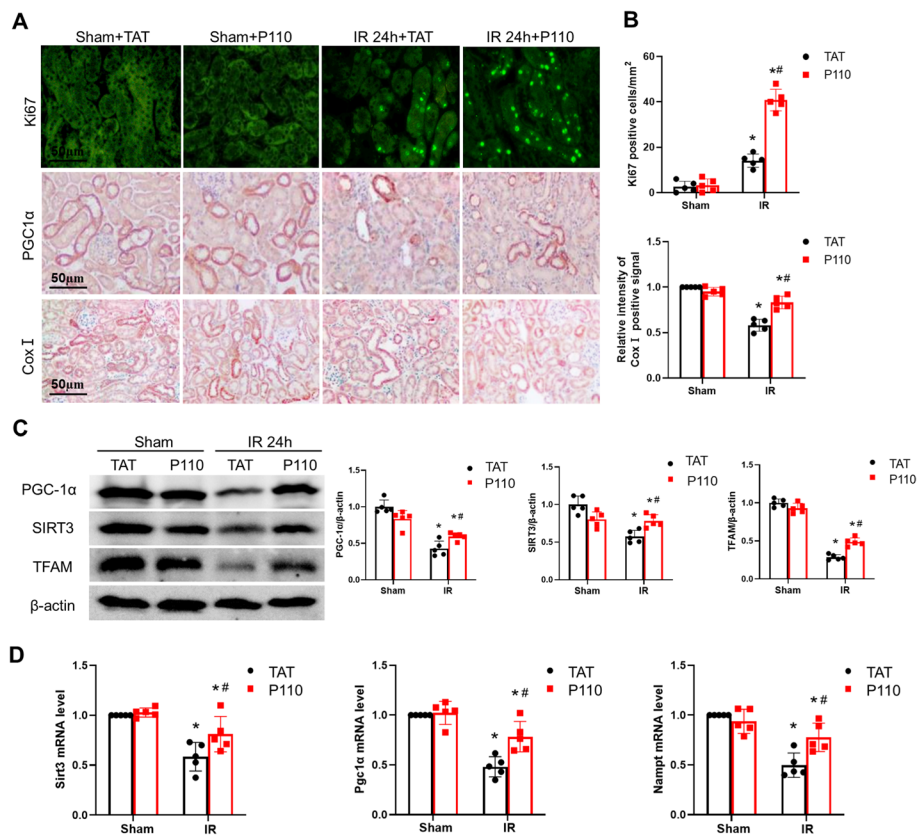 A
Sham+TAT Sham+P110 IR 24h+TAT IR 24h+P110
Ki67
50μm
PGC1α
50μm
Cox I
50μm
B
Ki67 positive cells/mm²
60
40
20
0
Sham IR
TAT
P110
*
*#
Relative intensity of
Cox I positive signal
1.5
1.0
0.5
0.0
Sham IR
TAT
P110
*
*#
C
Sham IR 24h
TAT P110 TAT P110
PGC-1α
SIRT3
TFAM
β-actin
PGC-1α/β-actin
1.5
1.0
0.5
0.0
Sham IR
TAT
P110
*
*#
SIRT3/β-actin
1.5
1.0
0.5
0.0
Sham IR
TAT
P110
*
*#
TFAM/β-actin
1.5
1.0
0.5
0.0
Sham IR
TAT
P110
*
*#
D
Sirt3 mRNA level
1.5
1.0
0.5
0.0
Sham IR
TAT
P110
*
*#
Pgc1α mRNA level
1.5
1.0
0.5
0.0
Sham IR
TAT
P110
*
*#
Nampt mRNA level
1.5
1.0
0.5
0.0
Sham IR
TAT
P110
*
*#